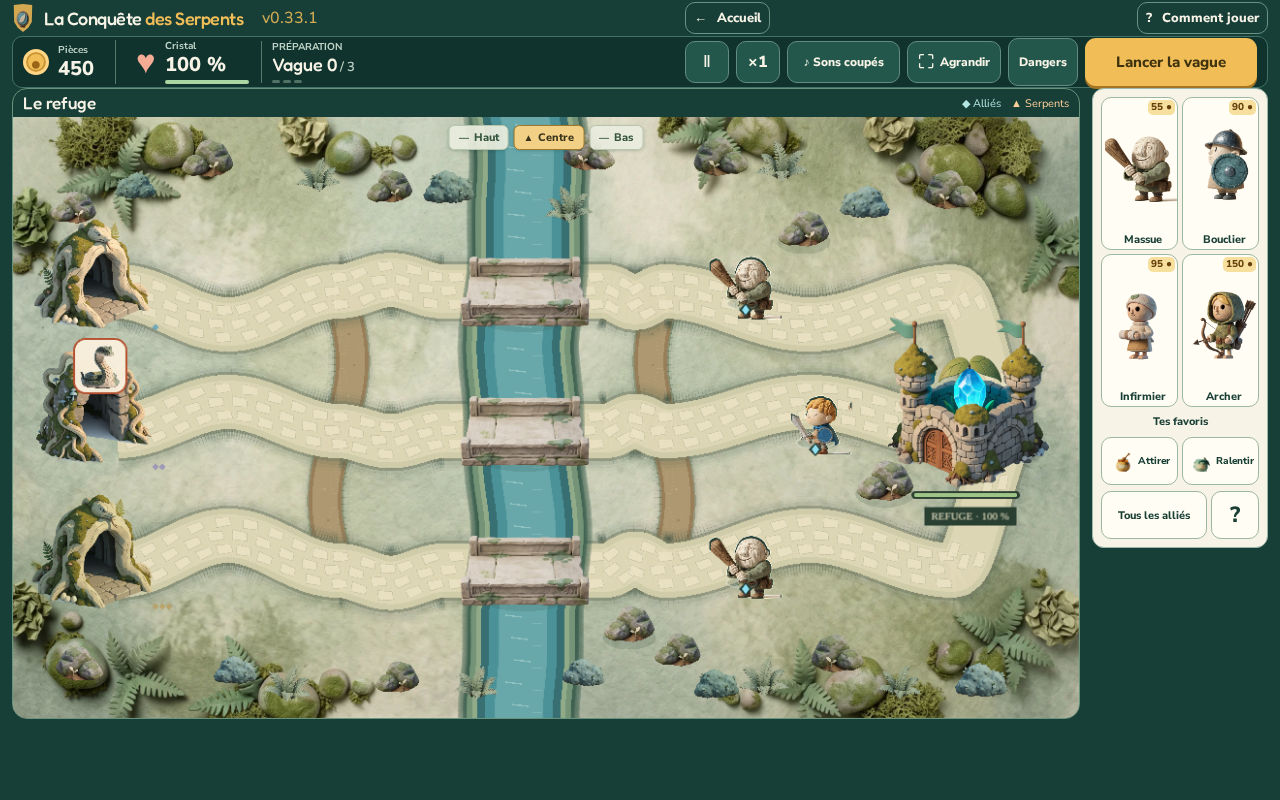 La Conquête des Serpents v0.33.1
← Accueil
? Comment jouer
Pièces
450
Cristal
100 %
PRÉPARATION
Vague 0 / 3
×1
♪ Sons coupés
Agrandir
Dangers
Lancer la vague
Le refuge
◆ Alliés ▲ Serpents
— Haut
▲ Centre
— Bas
REFUGE · 100 %
55
Massue
90
Bouclier
95
Infirmier
150
Archer
Tes favoris
Attirer
Ralentir
Tous les alliés
?